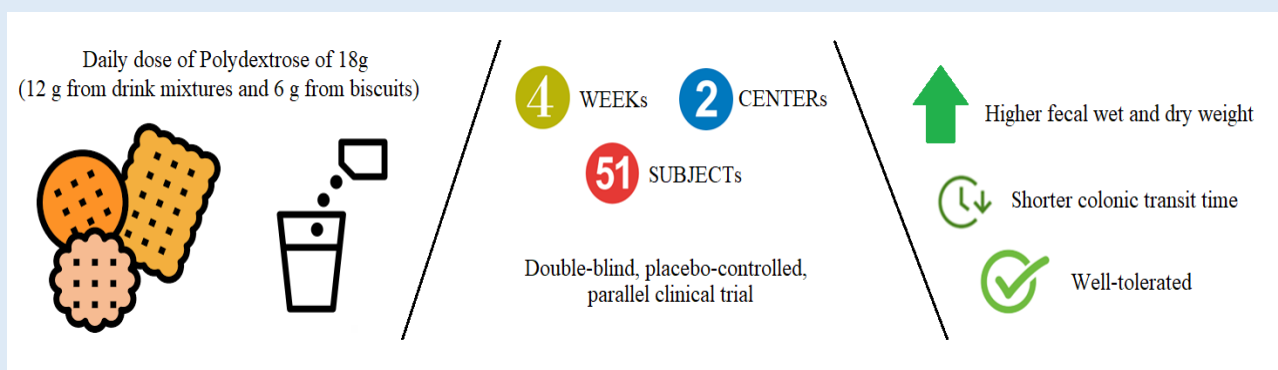 Daily dose of Polydextrose of 18g
(12 g from drink mixtures and 6 g from biscuits)
4 WEEKs
2 CENTERs
51 SUBJECTs
Double-blind, placebo-controlled,
parallel clinical trial
Higher fecal wet and dry weight
Shorter colonic transit time
Well-tolerated